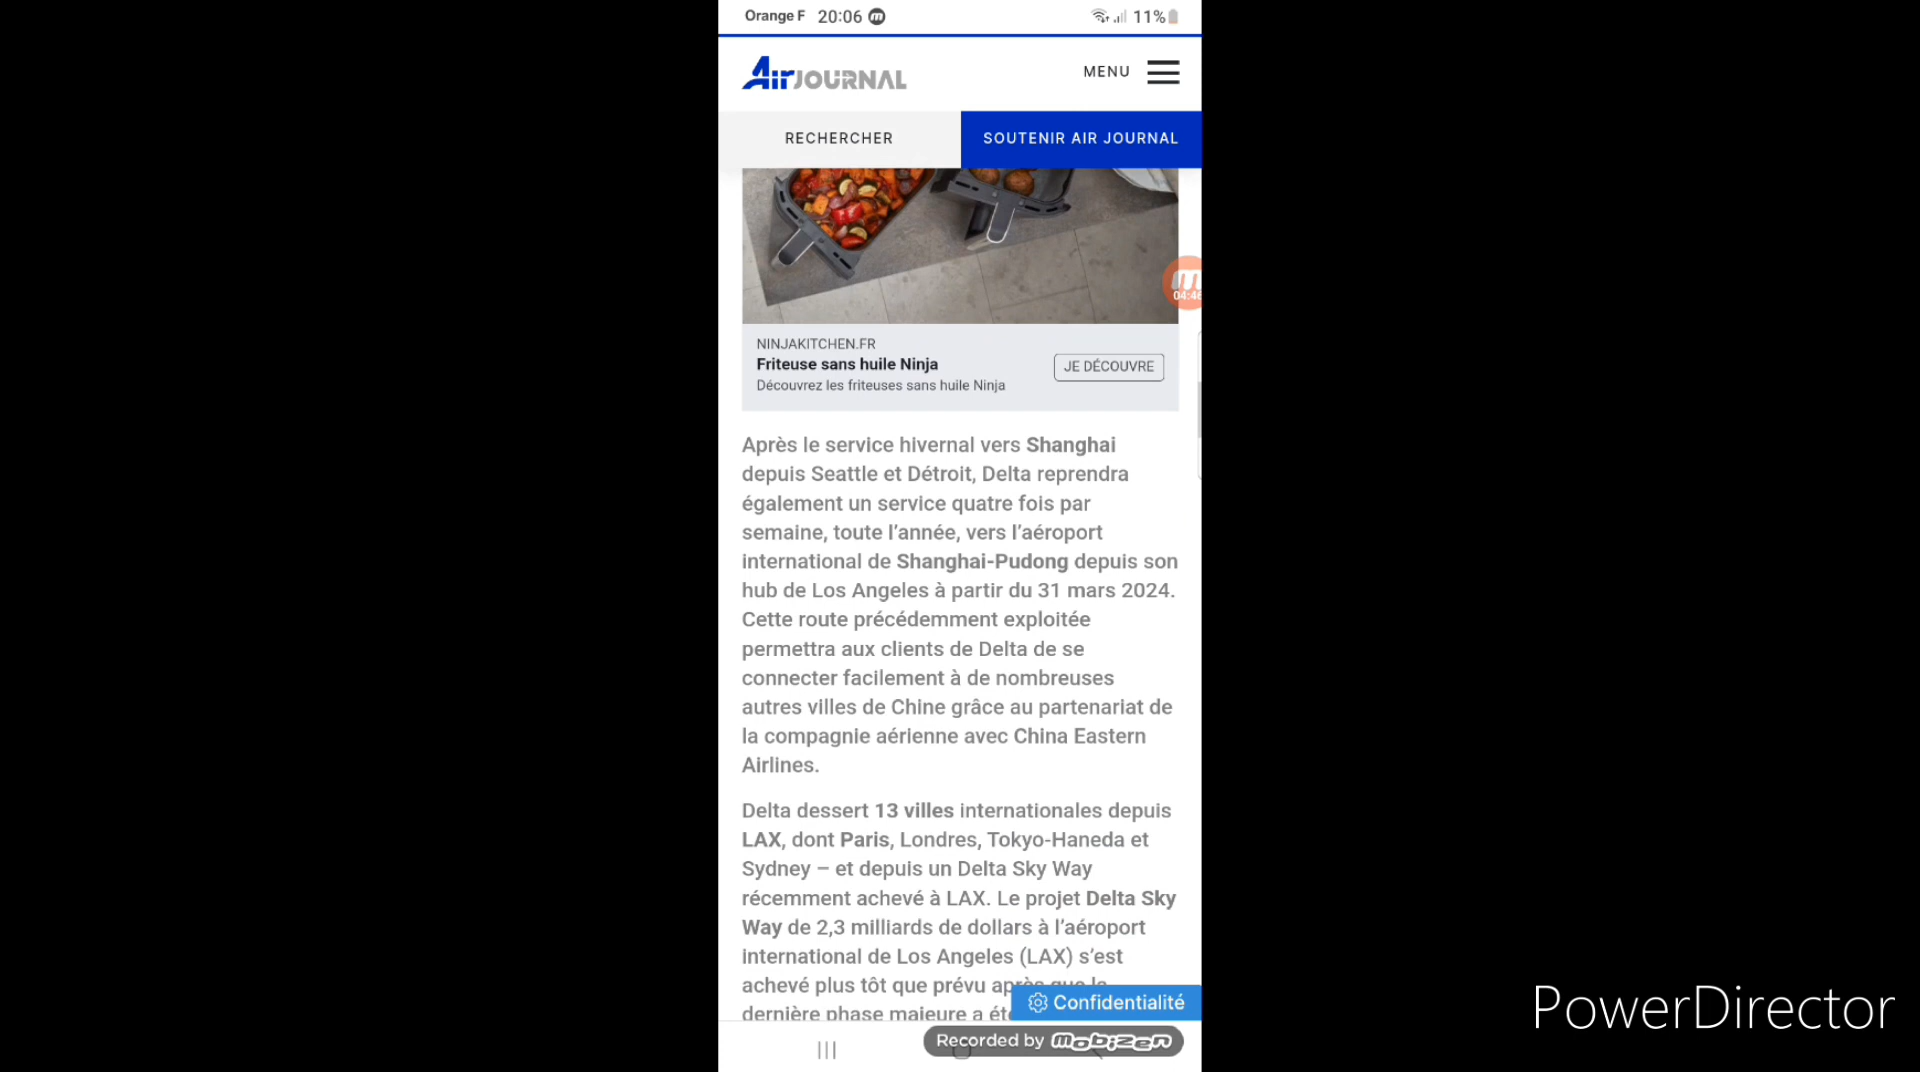 Orange F 20:06 11%
AirJOURNAL
MENU
RECHERCHER
SOUTENIR AIR JOURNAL
04:46
NINJAKITCHEN.FR
Friteuse sans huile Ninja
Découvrez les friteuses sans huile Ninja
JE DÉCOUVRE
Après le service hivernal vers Shanghai
depuis Seattle et Détroit, Delta reprendra
également un service quatre fois par
semaine, toute l’année, vers l’aéroport
international de Shanghai-Pudong depuis son
hub de Los Angeles à partir du 31 mars 2024.
Cette route précédemment exploitée
permettra aux clients de Delta de se
connecter facilement à de nombreuses
autres villes de Chine grâce au partenariat de
la compagnie aérienne avec China Eastern
Airlines.
Delta dessert 13 villes internationales depuis
LAX, dont Paris, Londres, Tokyo-Haneda et
Sydney – et depuis un Delta Sky Way
récemment achevé à LAX. Le projet Delta Sky
Way de 2,3 milliards de dollars à l’aéroport
international de Los Angeles (LAX) s’est
achevé plus tôt que prévu après que la
dernière phase majeure a été
Confidentialité
Recorded by mobizen
PowerDirector